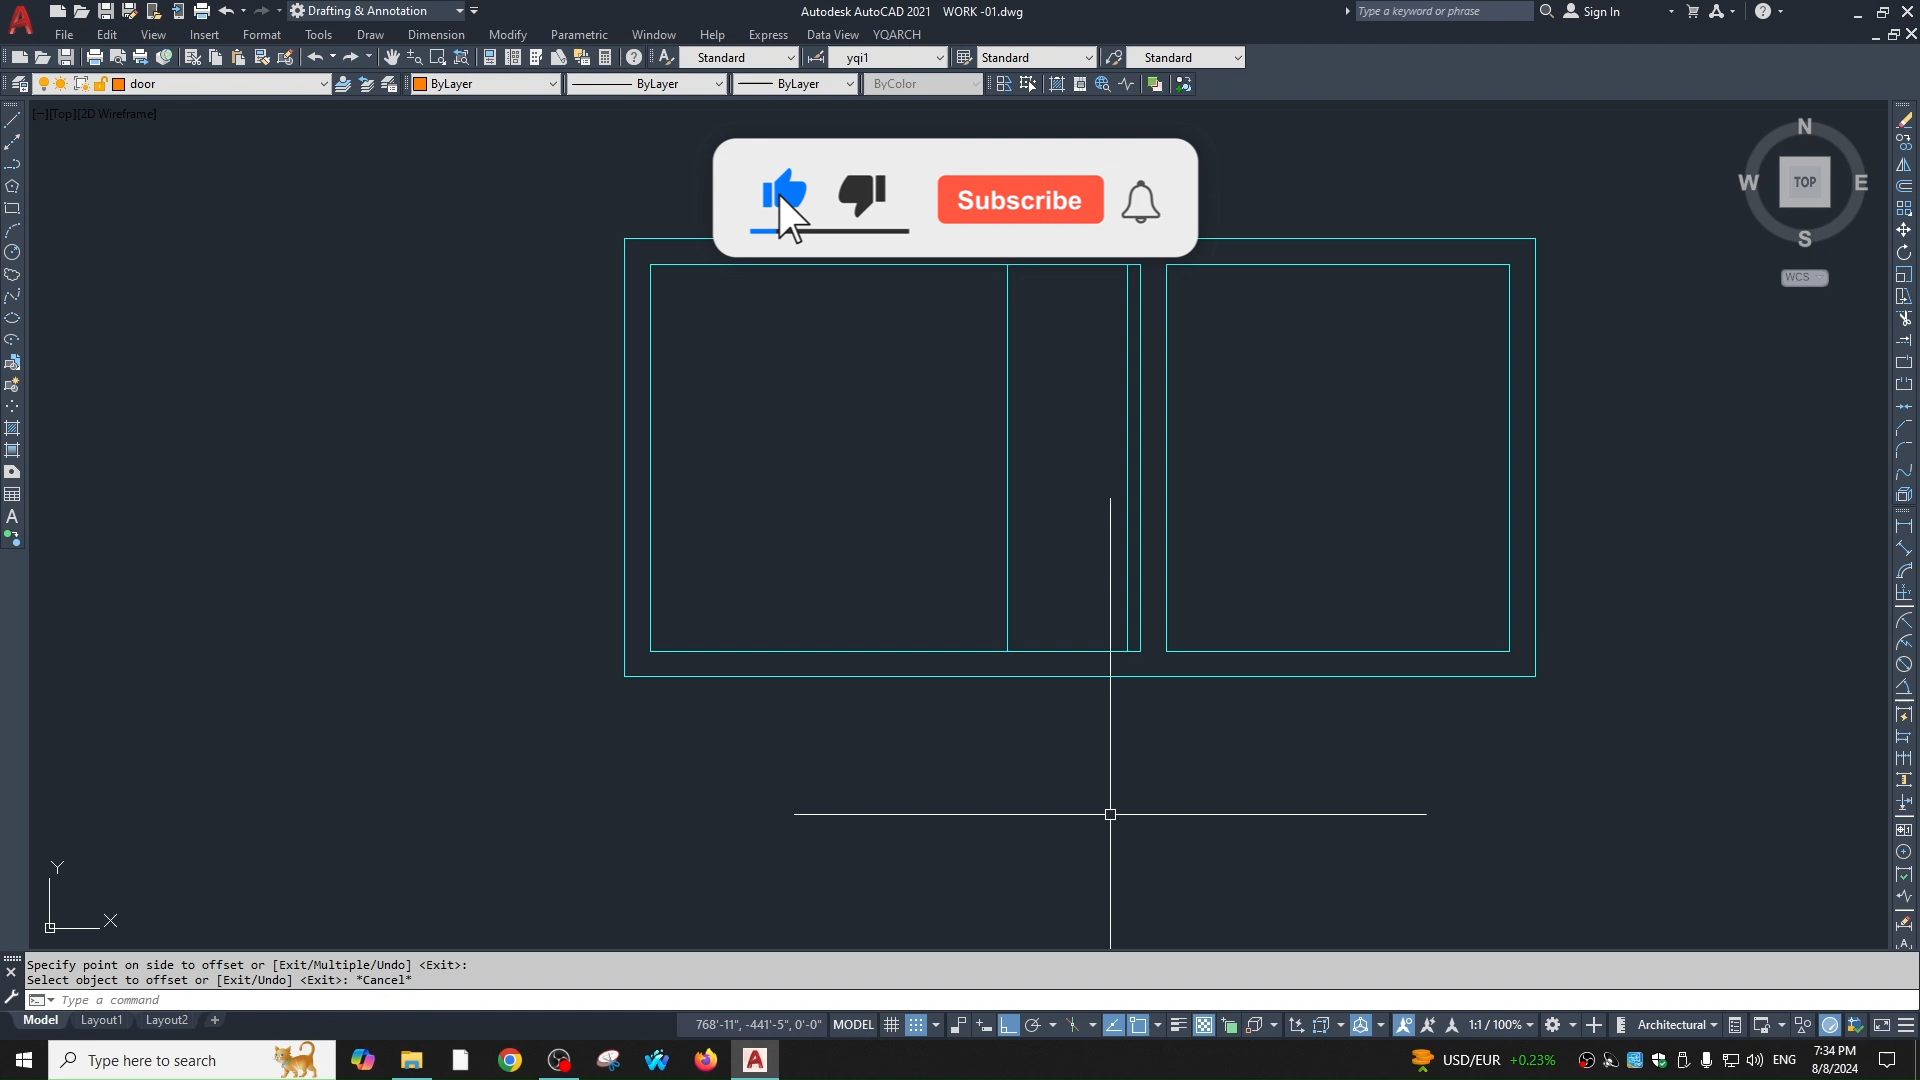 Drafting & Annotation
Autodesk AutoCAD 2021 WORK -01.dwg
Type a keyword or phrase
Sign In
File Edit View Insert Format Tools Draw Dimension Modify Parametric Window Help Express Data View YQARCH
Standard yqi1 Standard Standard
door ByLayer ByLayer ByLayer ByColor
[−][Top][2D Wireframe]
N
W TOP E
S
WCS
Subscribe
Y
X
Specify point on side to offset or [Exit/Multiple/Undo] <Exit>:
Select object to offset or [Exit/Undo] <Exit>: *Cancel*
Type a command
Model Layout1 Layout2 +
768'-11", -441'-5", 0'-0" MODEL 1:1 / 100% Architectural
Type here to search
USD/EUR +0.23%
ENG
7:34 PM
8/8/2024